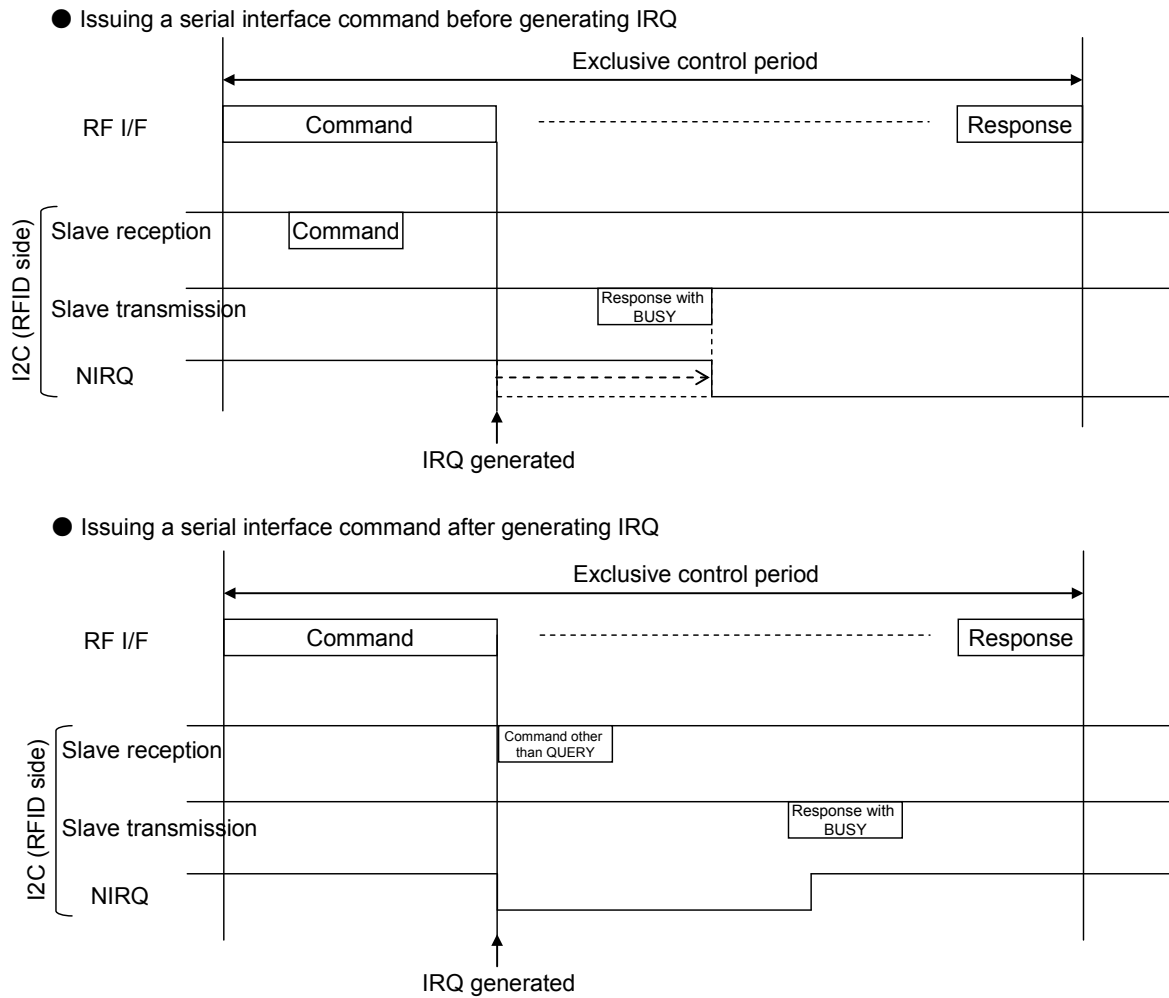 ● Issuing a serial interface command before generating IRQ
Exclusive control period
RF I/F
Command
Response
I2C (RFID side)
Slave reception
Command
Slave transmission
Response with
BUSY
NIRQ
IRQ generated
● Issuing a serial interface command after generating IRQ
Exclusive control period
RF I/F
Command
Response
I2C (RFID side)
Slave reception
Command other
than QUERY
Slave transmission
Response with
BUSY
NIRQ
IRQ generated